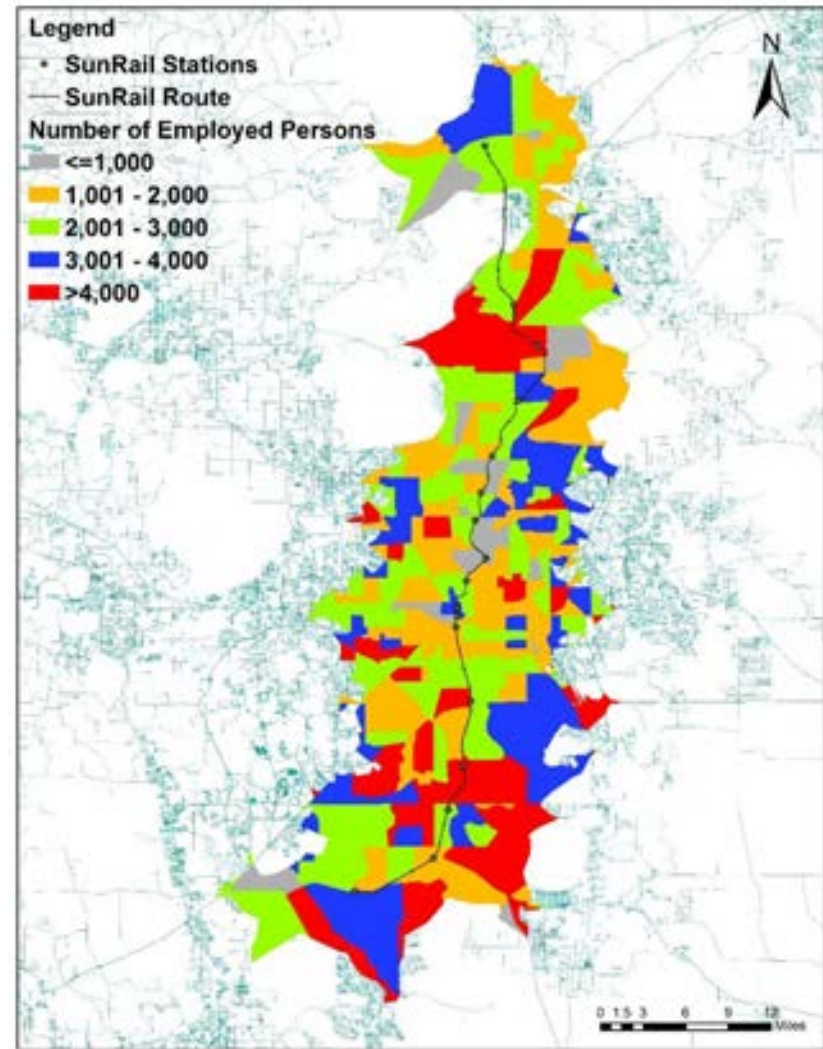 Legend
SunRail Stations
SunRail Route
Number of Employed Persons
<=1,000
1,001 - 2,000
2,001 - 3,000
3,001 - 4,000
>4,000
N
0 1.5 3 6 9 12
Miles